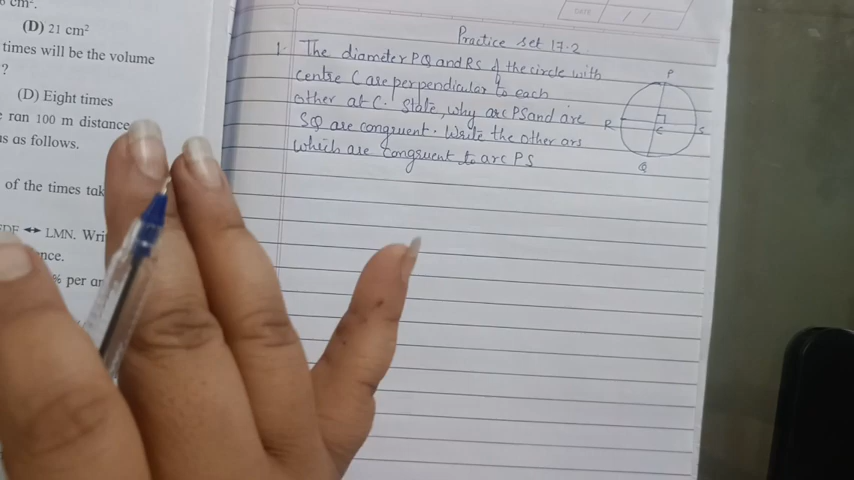 cm².
(D) 21 cm²
times will be the volume
?
(D) Eight times
ran 100 m distance
s as follows.
of the times tak
LMN. Wri
nce.
% per an
DATE / /
Practice set 17.2
1. The diameter PQ and RS of the circle with
centre C are perpendicular to each
other at C. State, why arc PS and arc
SQ are congruent. Write the other arcs
which are congruent to arc PS
P
R
C
S
Q